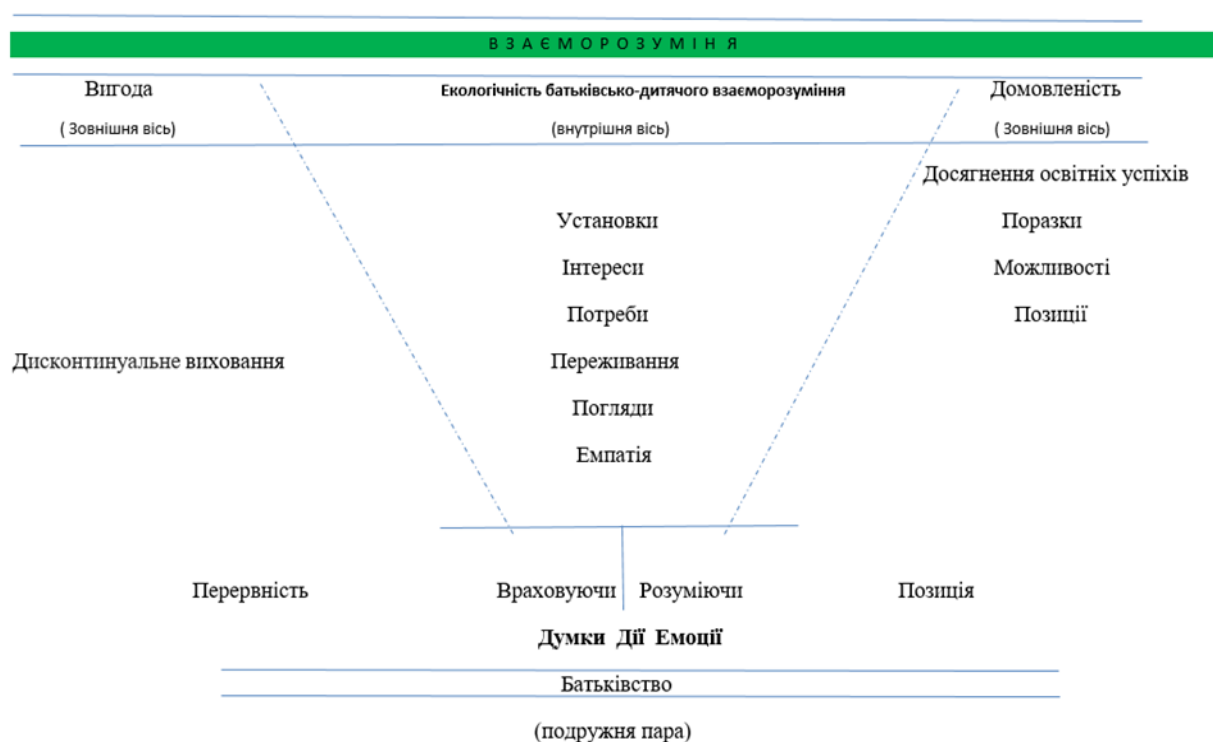 В З А Є М О Р О З У М І Н Я
Вигода Екологічність батьківсько-дитячого взаєморозуміння Домовленість
( Зовнішня вісь) (внутрішня вісь) ( Зовнішня вісь)
Досягнення освітніх успіхів
Установки Поразки
Інтереси Можливості
Потреби Позиції
Дисконтинуальне виховання Переживання
Погляди
Емпатія
Перервність Враховуючи Розуміючи Позиція
Думки Дії Емоції
Батьківство
(подружня пара)